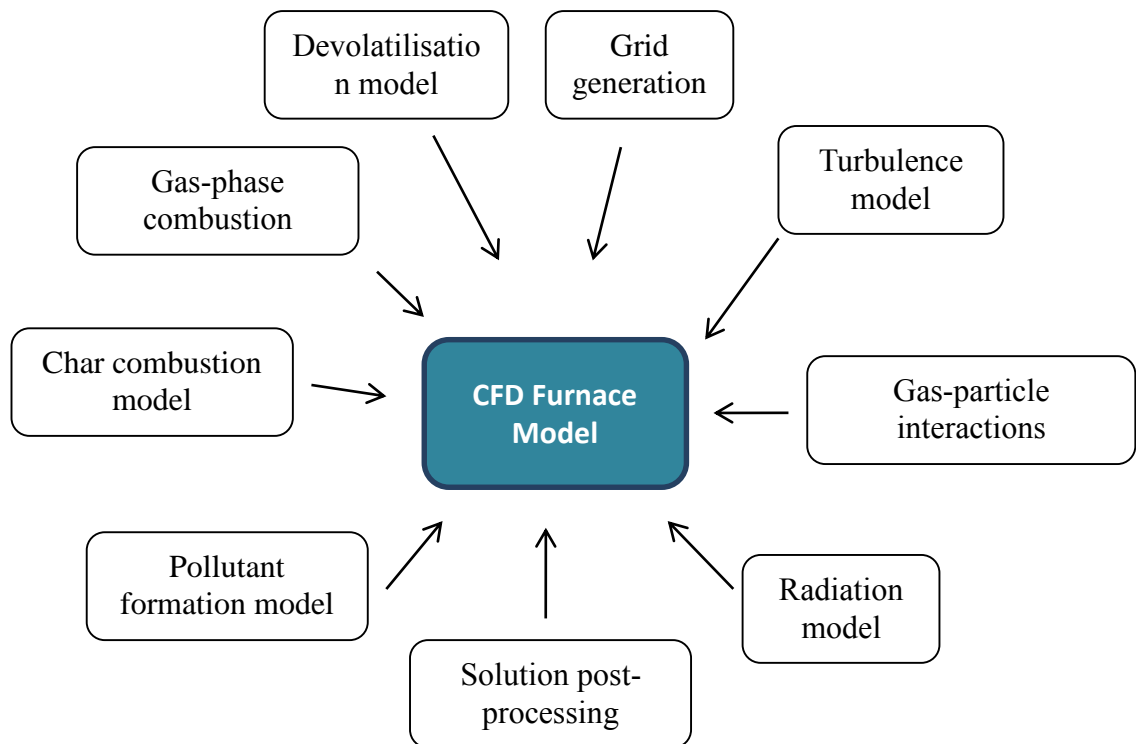 Devolatilisatio
n model
Grid
generation
Turbulence
model
Gas-phase
combustion
Char combustion
model
CFD Furnace
Model
Gas-particle
interactions
Pollutant
formation model
Radiation
model
Solution post-
processing